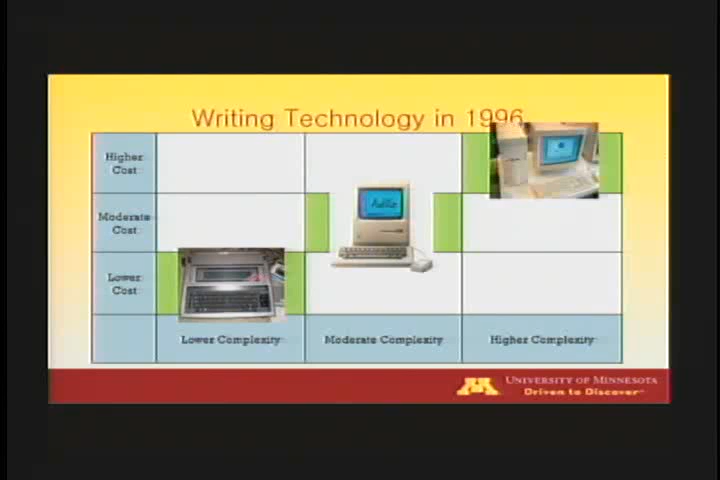 Writing Technology in 1996
Higher
Cost
Moderate
Cost
Lower
Cost
Lower Complexity
Moderate Complexity
Higher Complexity
UNIVERSITY OF MINNESOTA
Driven to Discover